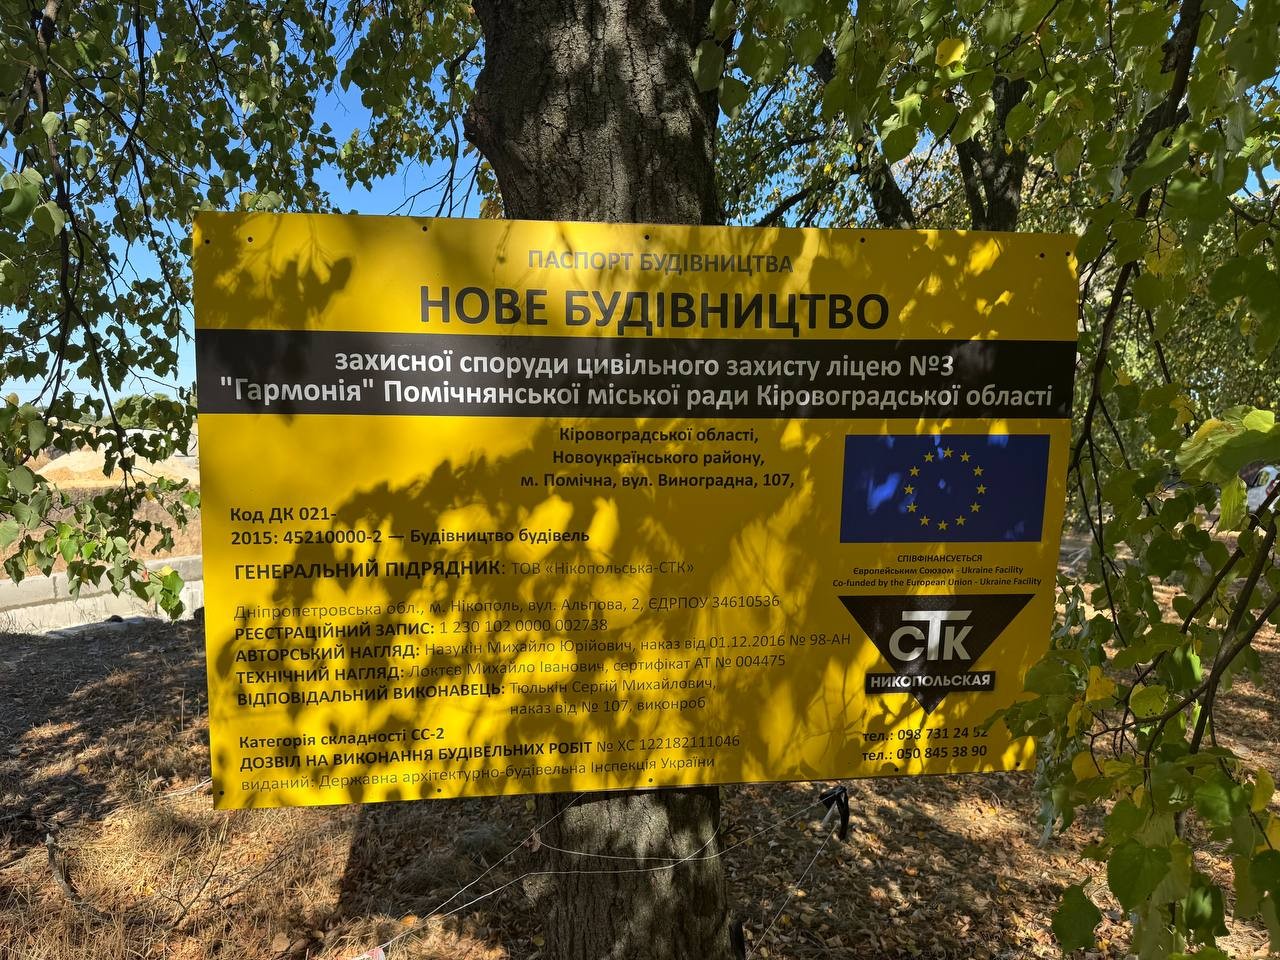 ПАСПОРТ БУДІВНИЦТВА
НОВЕ БУДІВНИЦТВО
захисної споруди цивільного захисту ліцею №3
"Гармонія" Помічнянської міської ради Кіровоградської області
Кіровоградської області,
Новоукраїнського району,
м. Помічна, вул. Виноградна, 107,
Код ДК 021-
2015: 45210000-2 — Будівництво будівель
ГЕНЕРАЛЬНИЙ ПІДРЯДНИК: ТОВ «Нікопольська-СТК»
Дніпропетровська обл., м. Нікополь, вул. Альпова, 2, ЄДРПОУ 34610536
РЕЄСТРАЦІЙНИЙ ЗАПИС: 1 230 102 0000 002738
АВТОРСЬКИЙ НАГЛЯД: Назукін Михайло Юрійович, наказ від 01.12.2016 № 98-АН
ТЕХНІЧНИЙ НАГЛЯД: Локтєв Михайло Іванович, сертифікат АТ № 004475
ВІДПОВІДАЛЬНИЙ ВИКОНАВЕЦЬ: Тюлькін Сергій Михайлович,
наказ від № 107, виконроб
Категорія складності СС-2
ДОЗВІЛ НА ВИКОНАННЯ БУДІВЕЛЬНИХ РОБІТ № ХС 122182111046
виданий: Державна архітектурно-будівельна Інспекція України
СПІВФІНАНСУЄТЬСЯ
Європейським Союзом - Ukraine Facility
Co-funded by the European Union - Ukraine Facility
СТК
НИКОПОЛЬСКАЯ
тел.: 098 731 24 52
тел.: 050 845 38 90